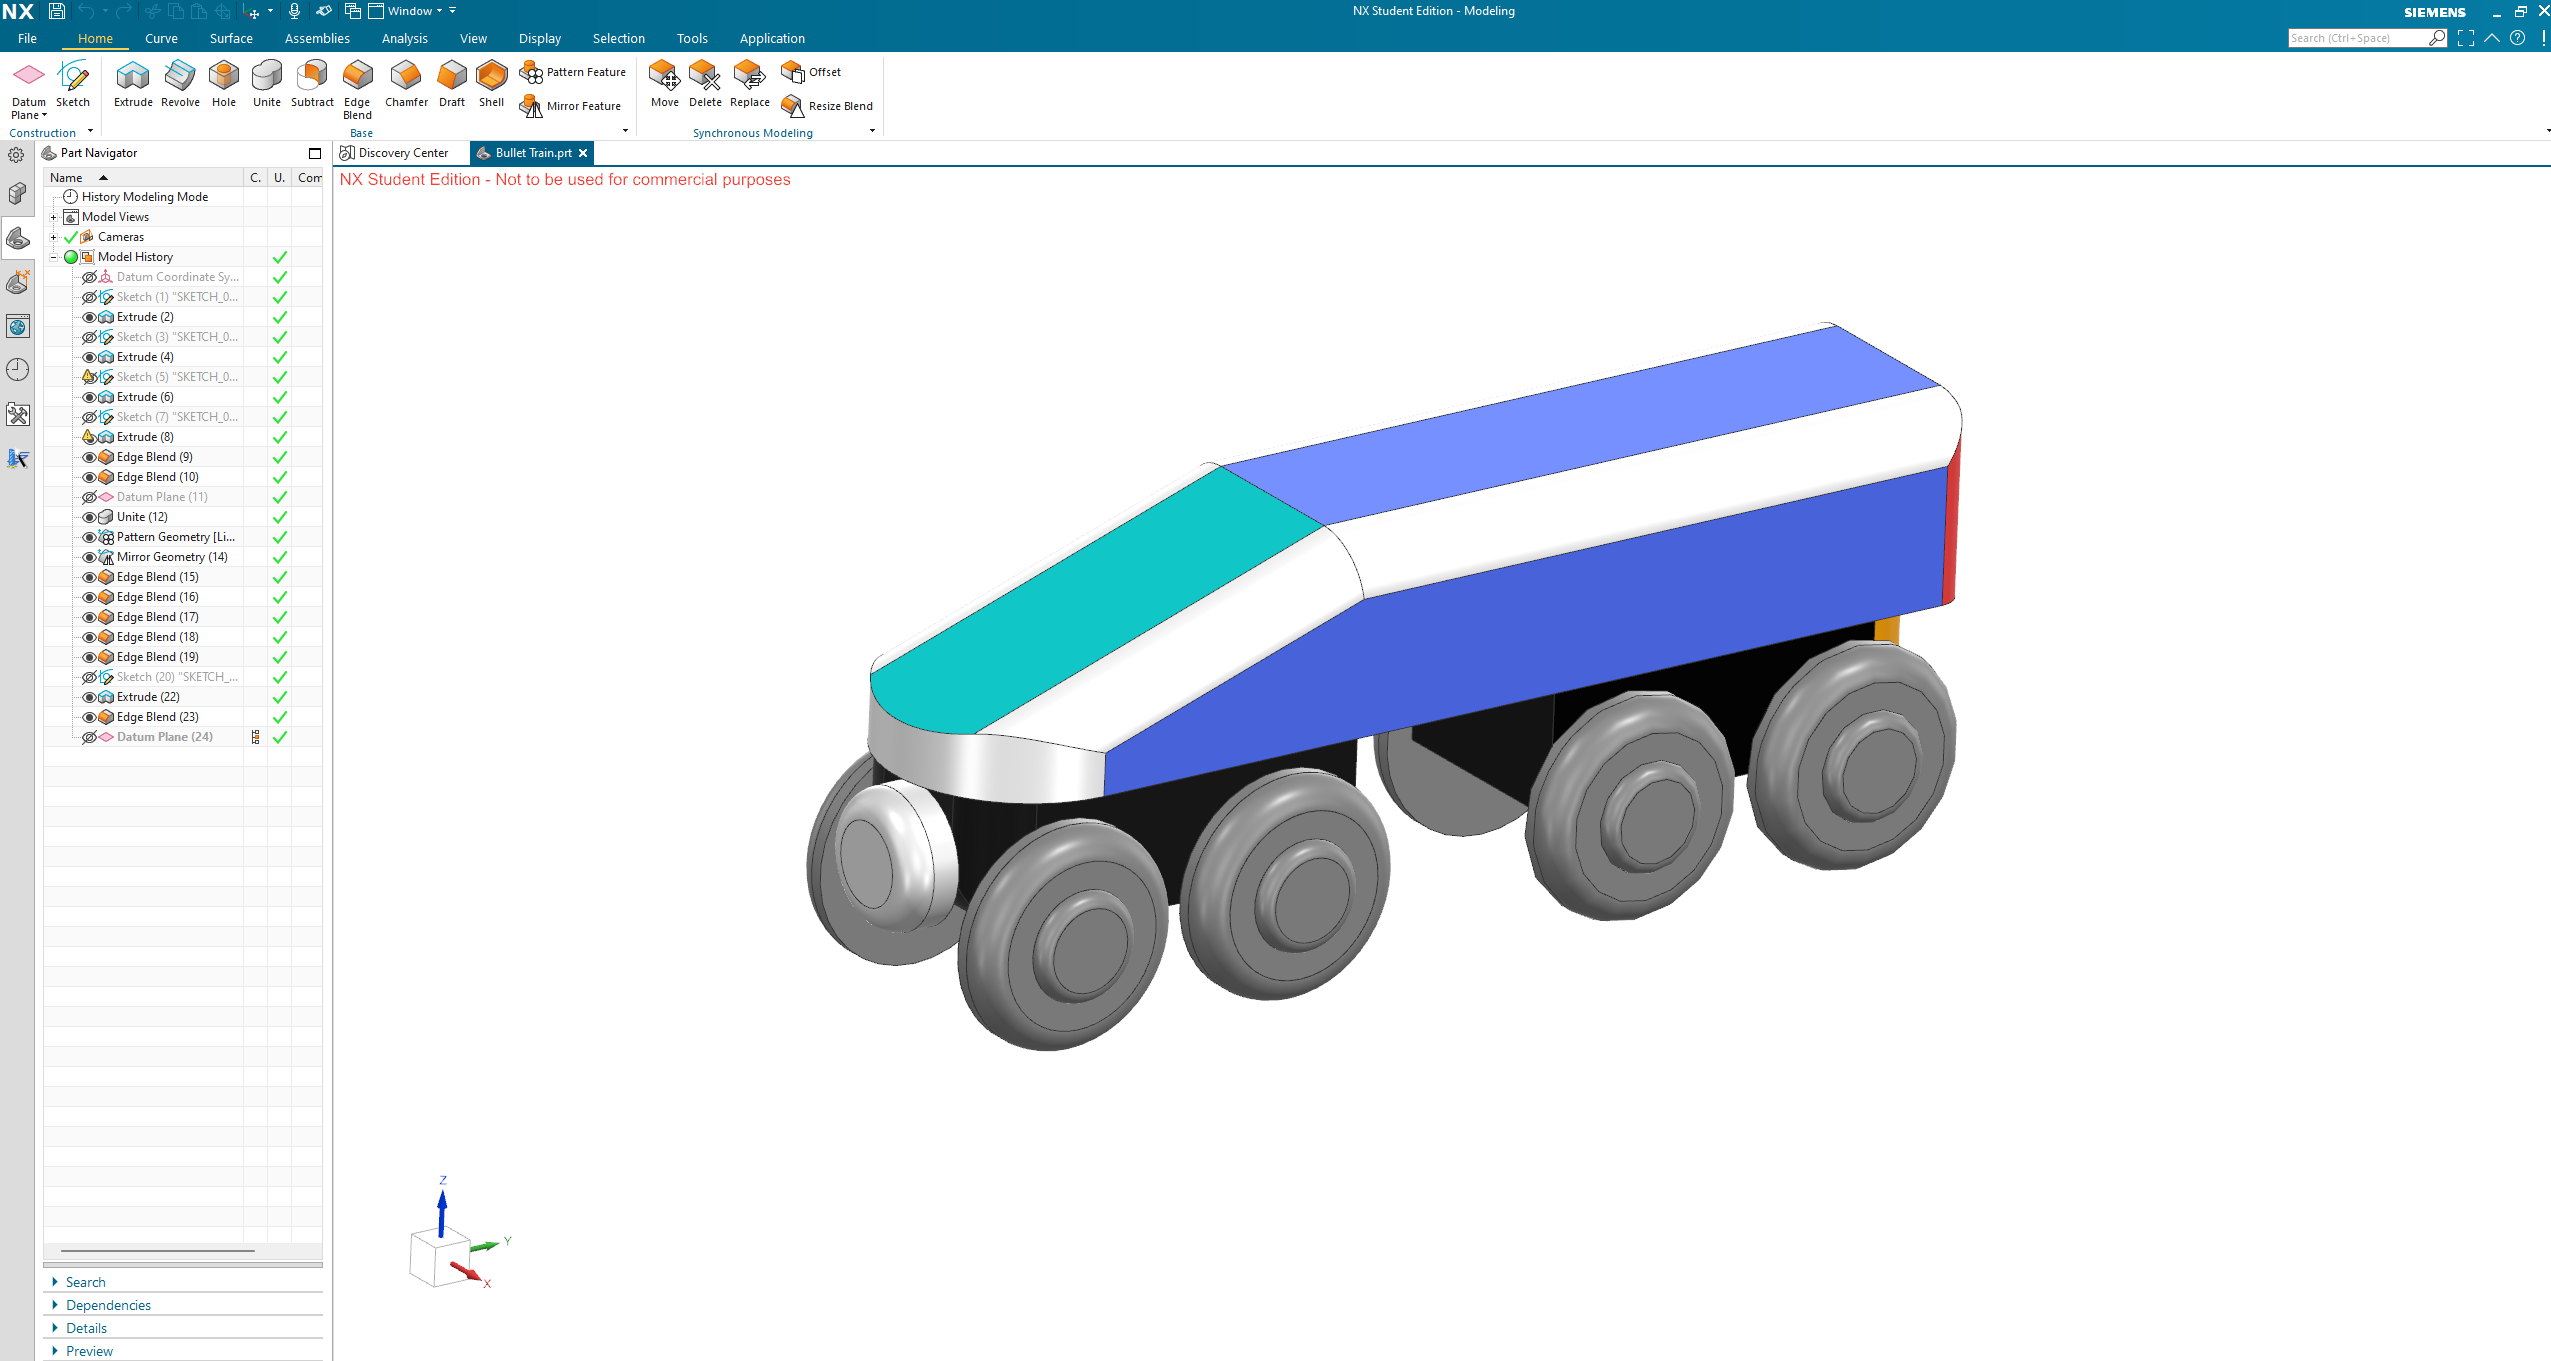 NX
Window
NX Student Edition - Modeling
SIEMENS
File
Home
Curve
Surface
Assemblies
Analysis
View
Display
Selection
Tools
Application
Search (Ctrl+Space)
Datum
Plane
Sketch
Construction
Extrude
Revolve
Hole
Unite
Subtract
Edge
Blend
Chamfer
Draft
Shell
Pattern Feature
Mirror Feature
Base
Move
Delete
Replace
Offset
Resize Blend
Synchronous Modeling
Part Navigator
Discovery Center
Bullet Train.prt
NX Student Edition - Not to be used for commercial purposes
Name
C.
U.
Com
History Modeling Mode
Model Views
Cameras
Model History
Datum Coordinate Sy...
Sketch (1) "SKETCH_0...
Extrude (2)
Sketch (3) "SKETCH_0...
Extrude (4)
Sketch (5) "SKETCH_0...
Extrude (6)
Sketch (7) "SKETCH_0...
Extrude (8)
Edge Blend (9)
Edge Blend (10)
Datum Plane (11)
Unite (12)
Pattern Geometry [Li...
Mirror Geometry (14)
Edge Blend (15)
Edge Blend (16)
Edge Blend (17)
Edge Blend (18)
Edge Blend (19)
Sketch (20) "SKETCH_...
Extrude (22)
Edge Blend (23)
Datum Plane (24)
Search
Dependencies
Details
Preview
Z
Y
X